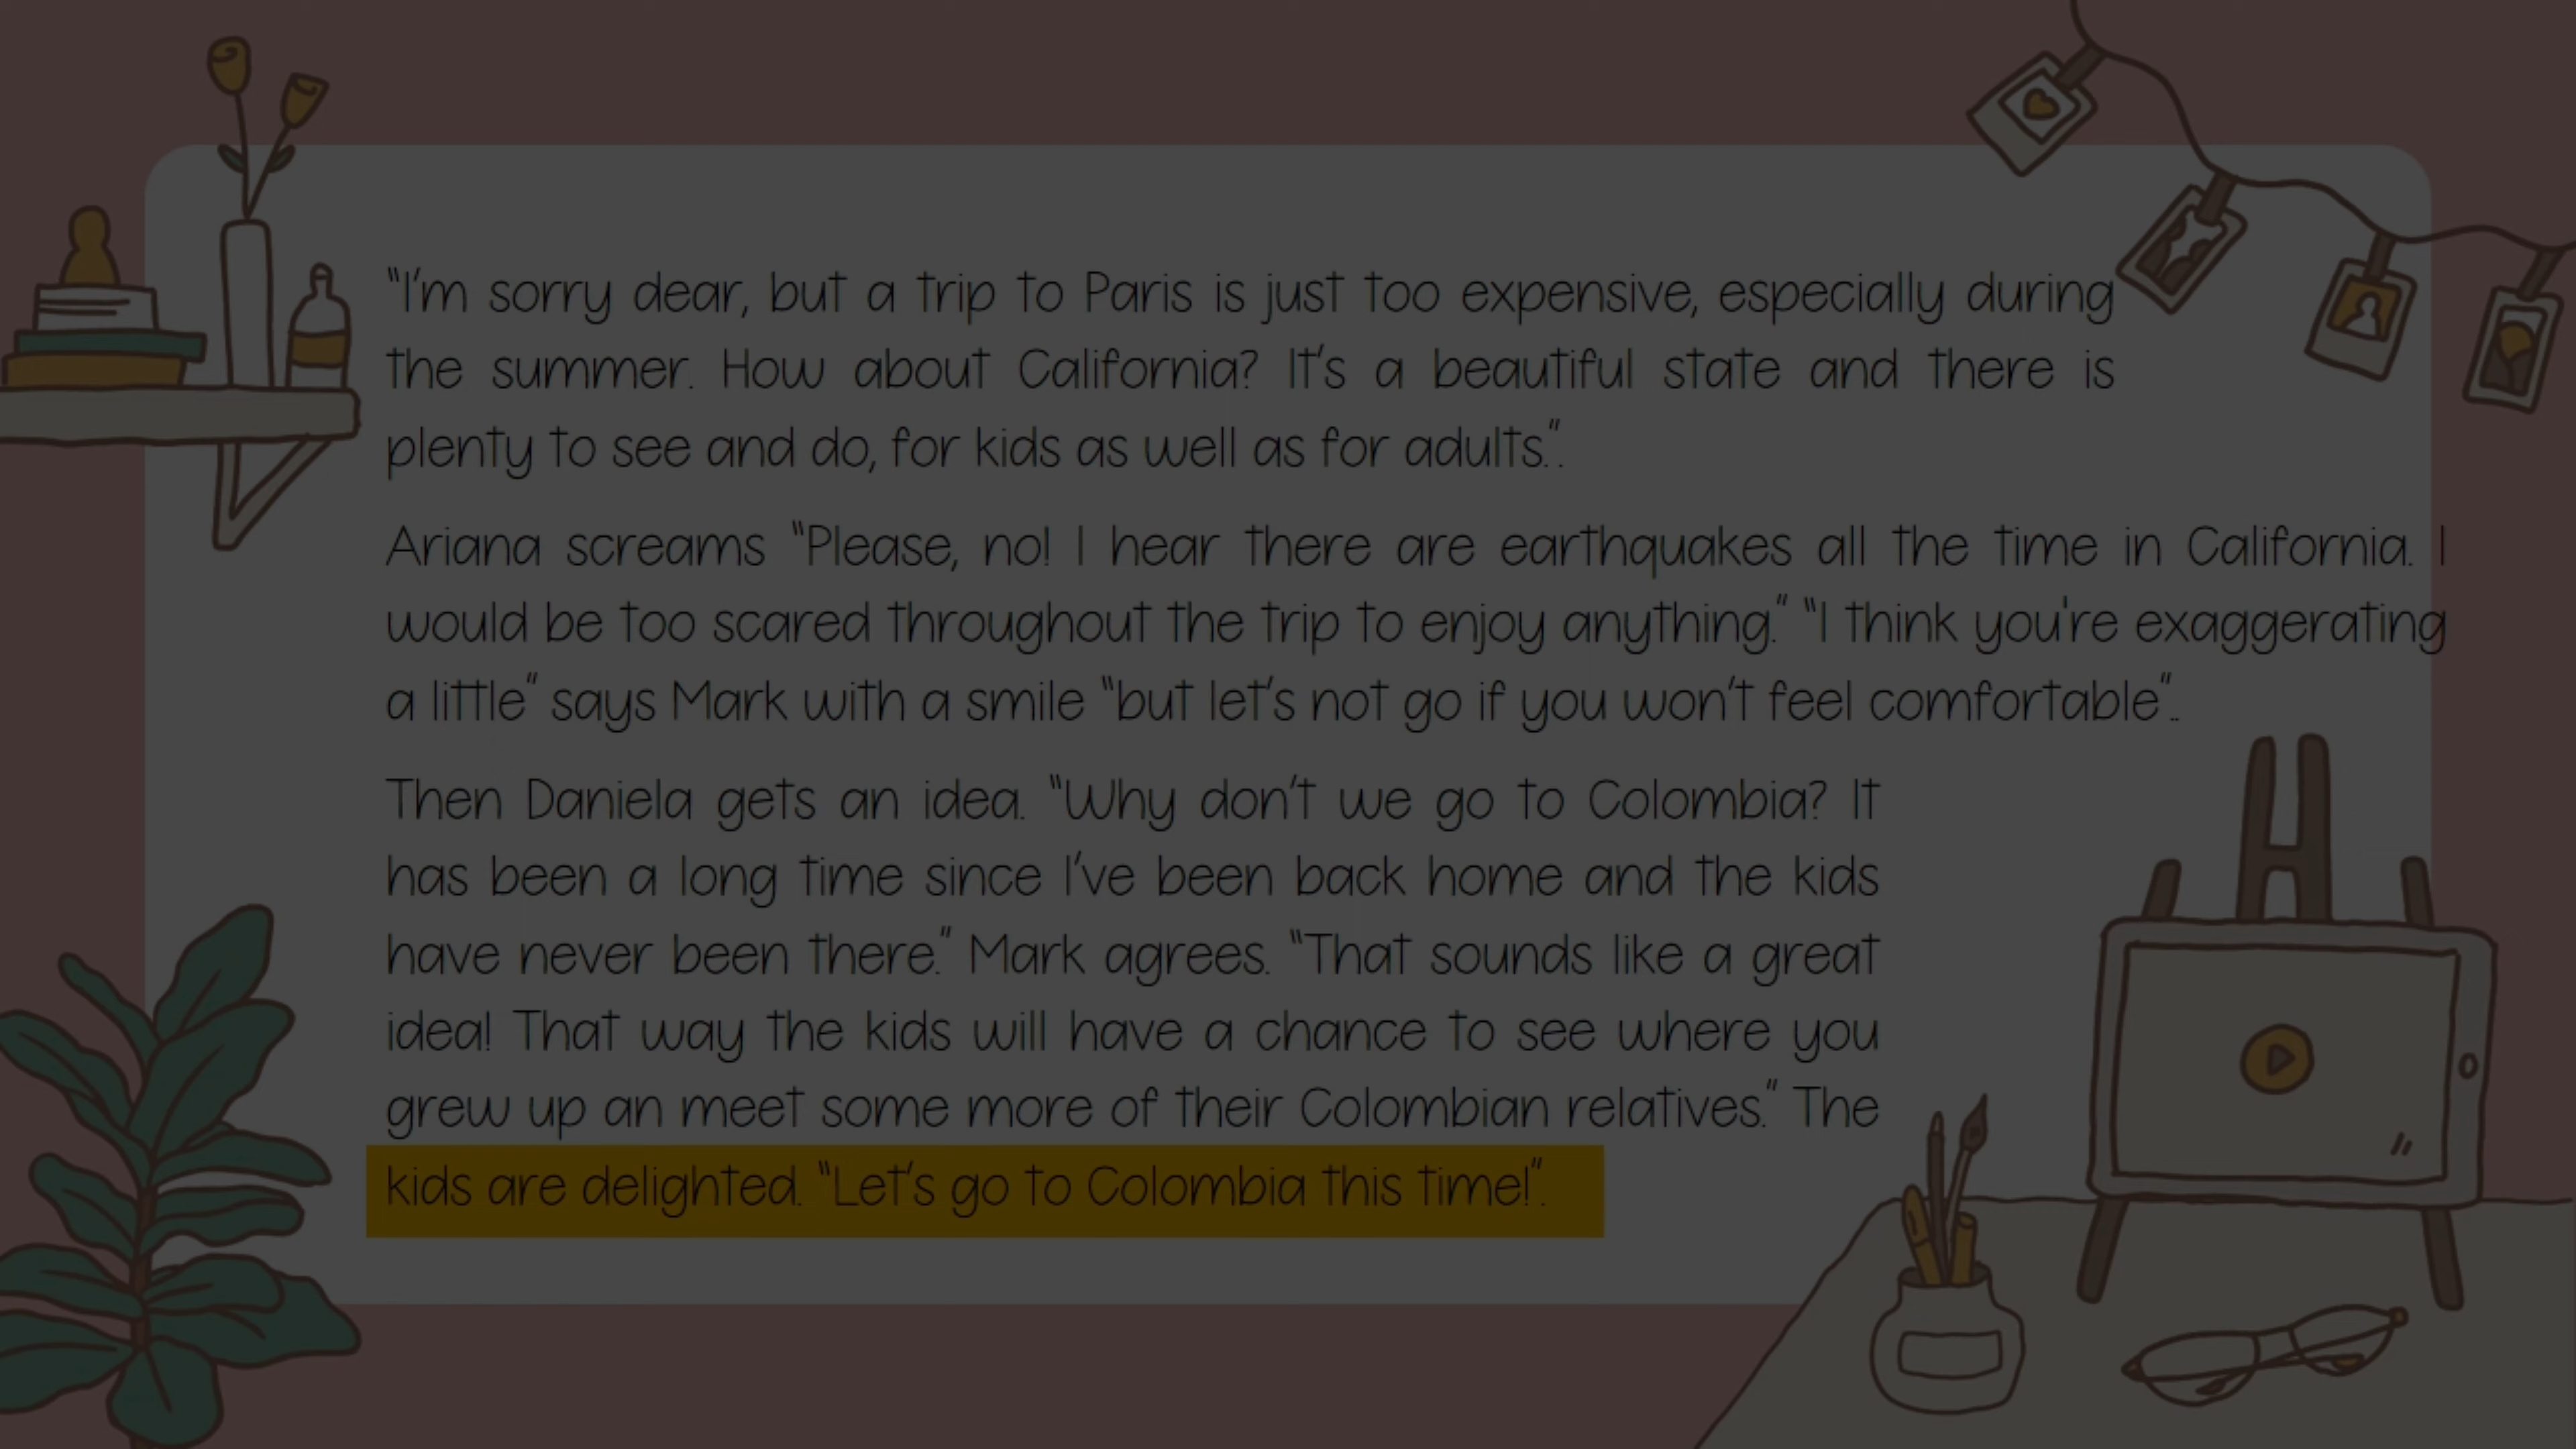 “I’m sorry dear, but a trip to Paris is just too expensive, especially during
the summer. How about California? It’s a beautiful state and there is
plenty to see and do, for kids as well as for adults.”.
Ariana screams “Please, no! I hear there are earthquakes all the time in California. I
would be too scared throughout the trip to enjoy anything.” “I think you're exaggerating
a little” says Mark with a smile “but let’s not go if you won’t feel comfortable”..
Then Daniela gets an idea. “Why don’t we go to Colombia? It
has been a long time since I’ve been back home and the kids
have never been there.” Mark agrees. “That sounds like a great
idea! That way the kids will have a chance to see where you
grew up an meet some more of their Colombian relatives.” The
kids are delighted. “Let’s go to Colombia this time!”.